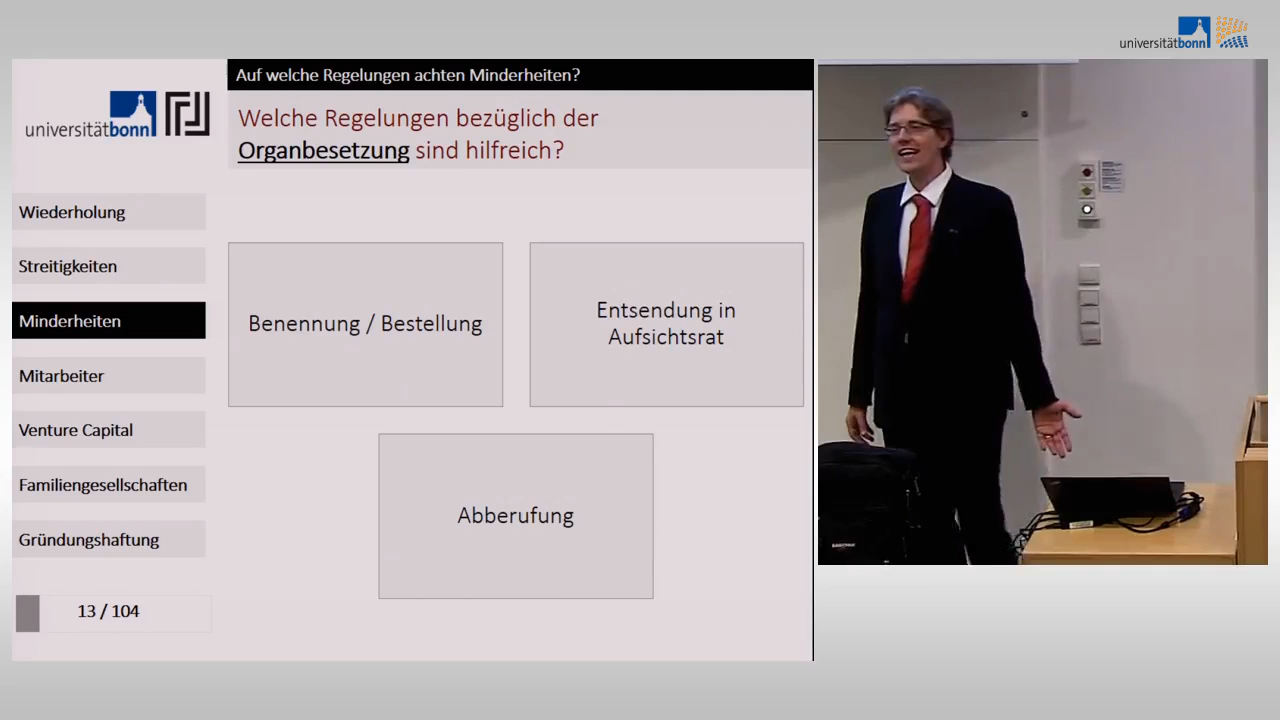 universitätbonn
Auf welche Regelungen achten Minderheiten?
universitätbonn
Welche Regelungen bezüglich der
Organbesetzung sind hilfreich?
Wiederholung
Streitigkeiten
Minderheiten
Mitarbeiter
Venture Capital
Familiengesellschaften
Gründungshaftung
13 / 104
Benennung / Bestellung
Entsendung in
Aufsichtsrat
Abberufung